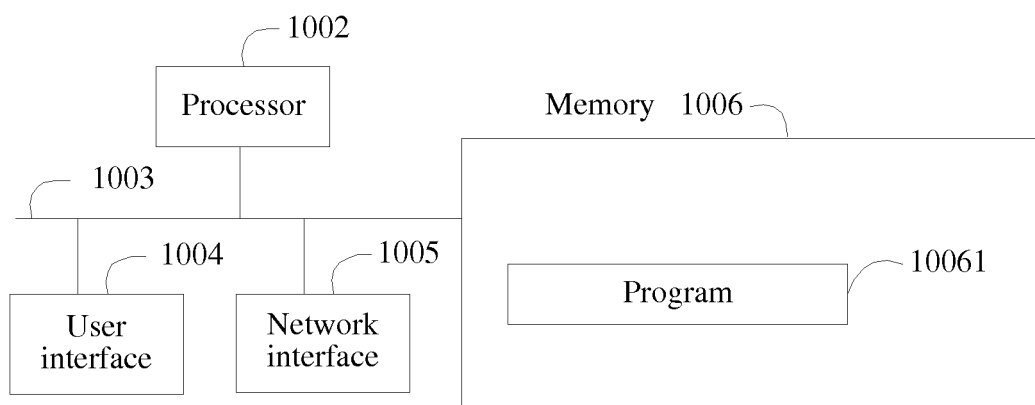 1002
Processor
Memory 1006
1003
1004
1005
10061
User
interface
Network
interface
Program